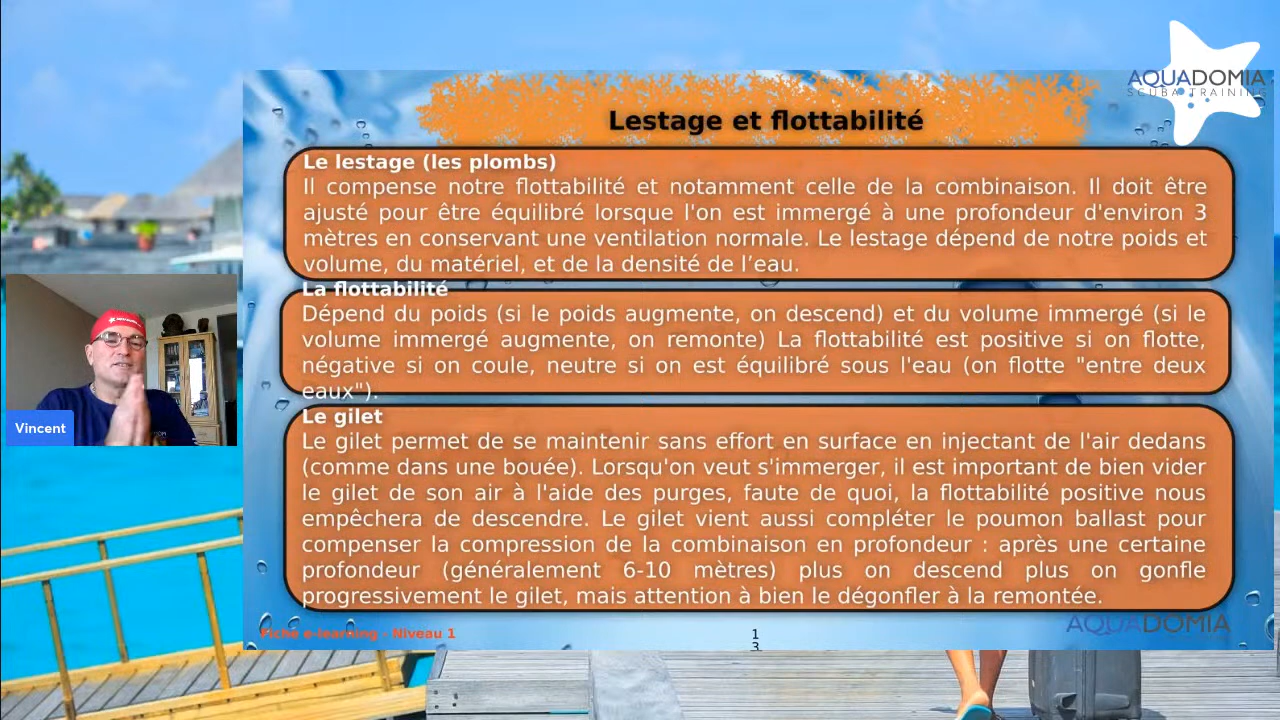 AQUADOMIA
SCUBA TRAINING
Lestage et flottabilité
Le lestage (les plombs)
Il compense notre flottabilité et notamment celle de la combinaison. Il doit être
ajusté pour être équilibré lorsque l'on est immergé à une profondeur d'environ 3
mètres en conservant une ventilation normale. Le lestage dépend de notre poids et
volume, du matériel, et de la densité de l’eau.
La flottabilité
Dépend du poids (si le poids augmente, on descend) et du volume immergé (si le
volume immergé augmente, on remonte) La flottabilité est positive si on flotte,
négative si on coule, neutre si on est équilibre sous l'eau (on flotte "entre deux
eaux").
Le gilet
Le gilet permet de se maintenir sans effort en surface en injectant de l'air dedans
(comme dans une bouée). Lorsqu'on veut s'immerger, il est important de bien vider
le gilet de son air à l'aide des purges, faute de quoi, la flottabilité positive nous
empêchera de descendre. Le gilet vient aussi compléter le poumon ballast pour
compenser la compression de la combinaison en profondeur : après une certaine
profondeur (généralement 6-10 mètres) plus on descend plus on gonfle
progressivement le gilet, mais attention à bien le dégonfler à la remontée.
Vincent
Fiche e-learning - Niveau 1
1
3
AQUADOMIA